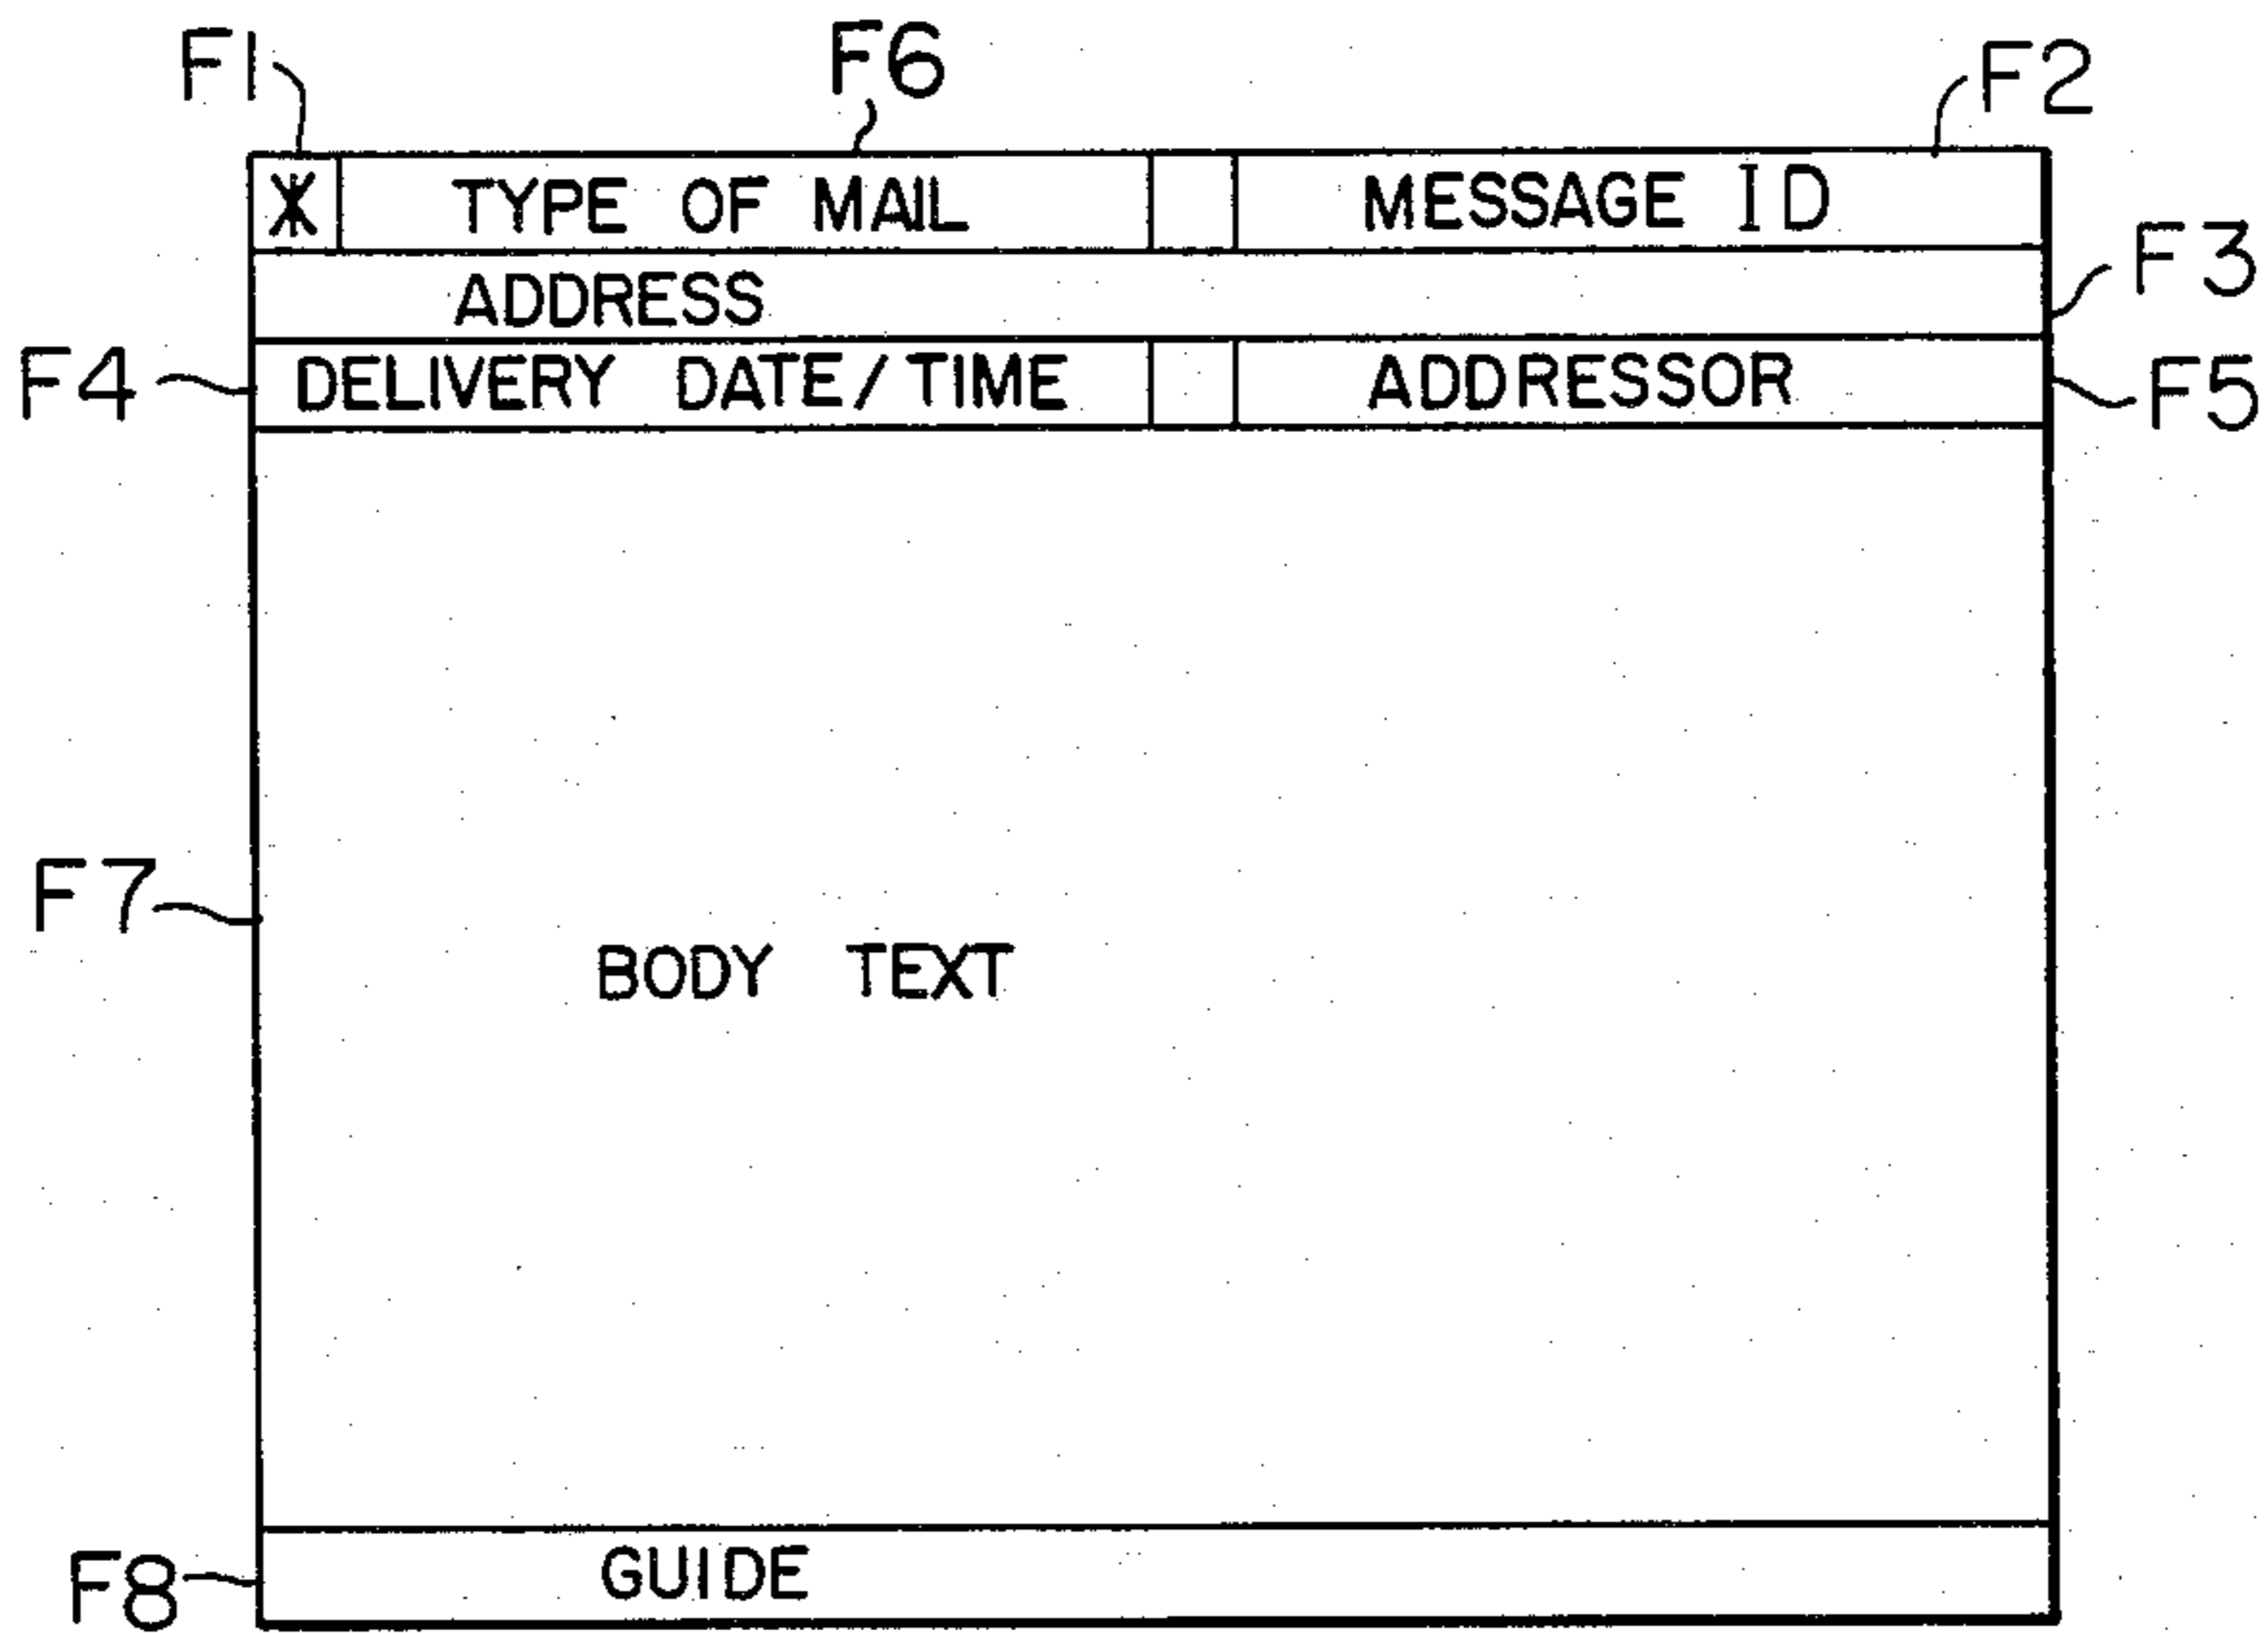 F1 F6 F2
* TYPE OF MAIL MESSAGE ID
F3
ADDRESS
F4 DELIVERY DATE/TIME ADDRESSOR F5
F7
BODY TEXT
F8 GUIDE